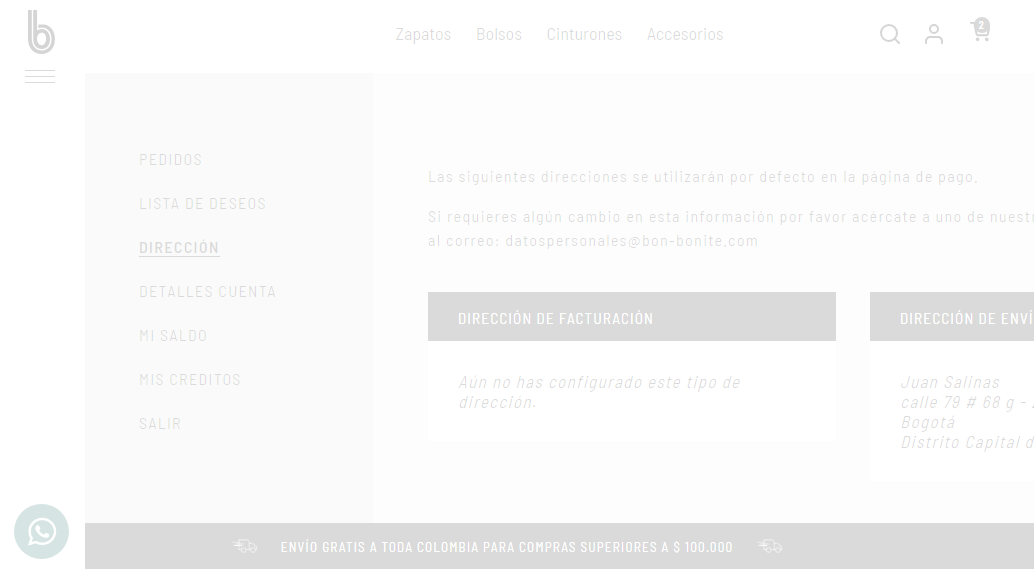 b
Zapatos Bolsos Cinturones Accesorios
2
PEDIDOS
LISTA DE DESEOS
DIRECCIÓN
DETALLES CUENTA
MI SALDO
MIS CREDITOS
SALIR
Las siguientes direcciones se utilizarán por defecto en la página de pago.
Si requieres algún cambio en esta información por favor acércate a uno de
al correo: datospersonales@bon-bonite.com
DIRECCIÓN DE FACTURACIÓN
Aún no has configurado este tipo de
dirección.
DIRECCIÓN DE
Juan Salinas
calle 79 # 68 g -
Bogotá
Distrito Capital
ENVÍO GRATIS A TODA COLOMBIA PARA COMPRAS SUPERIORES A $ 100.000